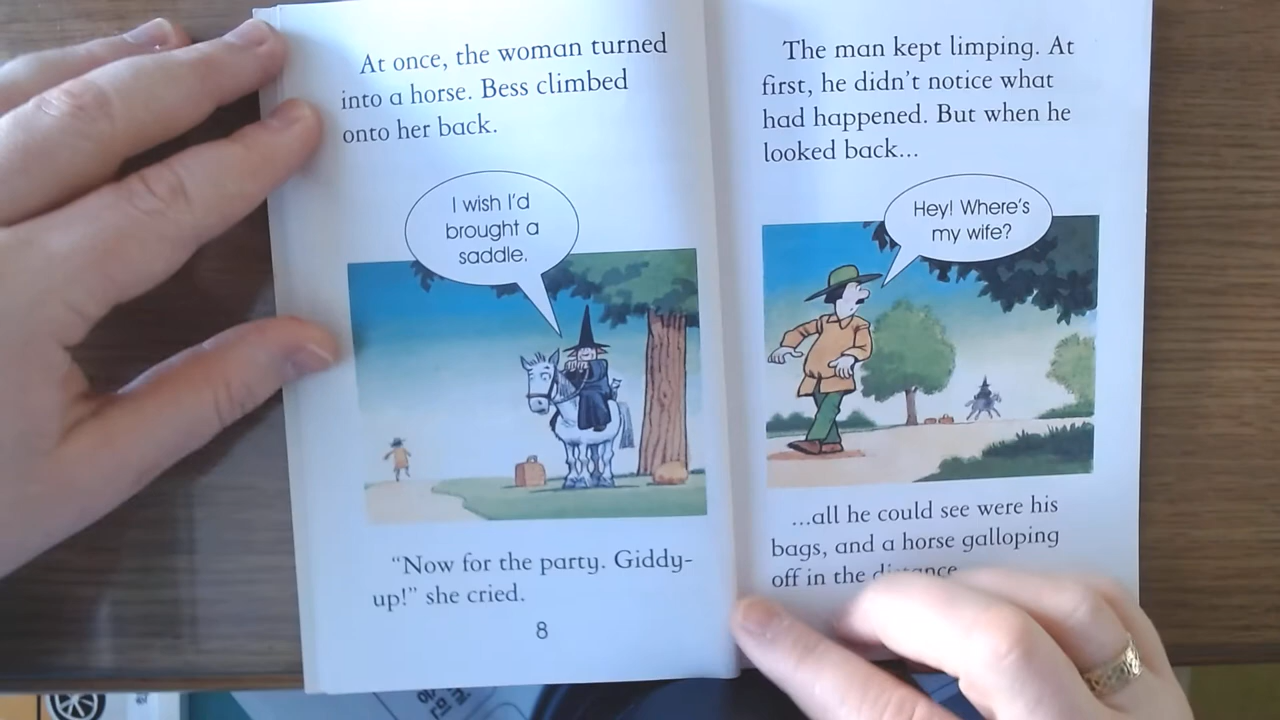 At once, the woman turned
into a horse. Bess climbed
onto her back.
I wish I'd
brought a
saddle.
"Now for the party. Giddy-
up!" she cried.
8
The man kept limping. At
first, he didn't notice what
had happened. But when he
looked back...
Hey! Where's
my wife?
...all he could see were his
bags, and a horse galloping
off in the